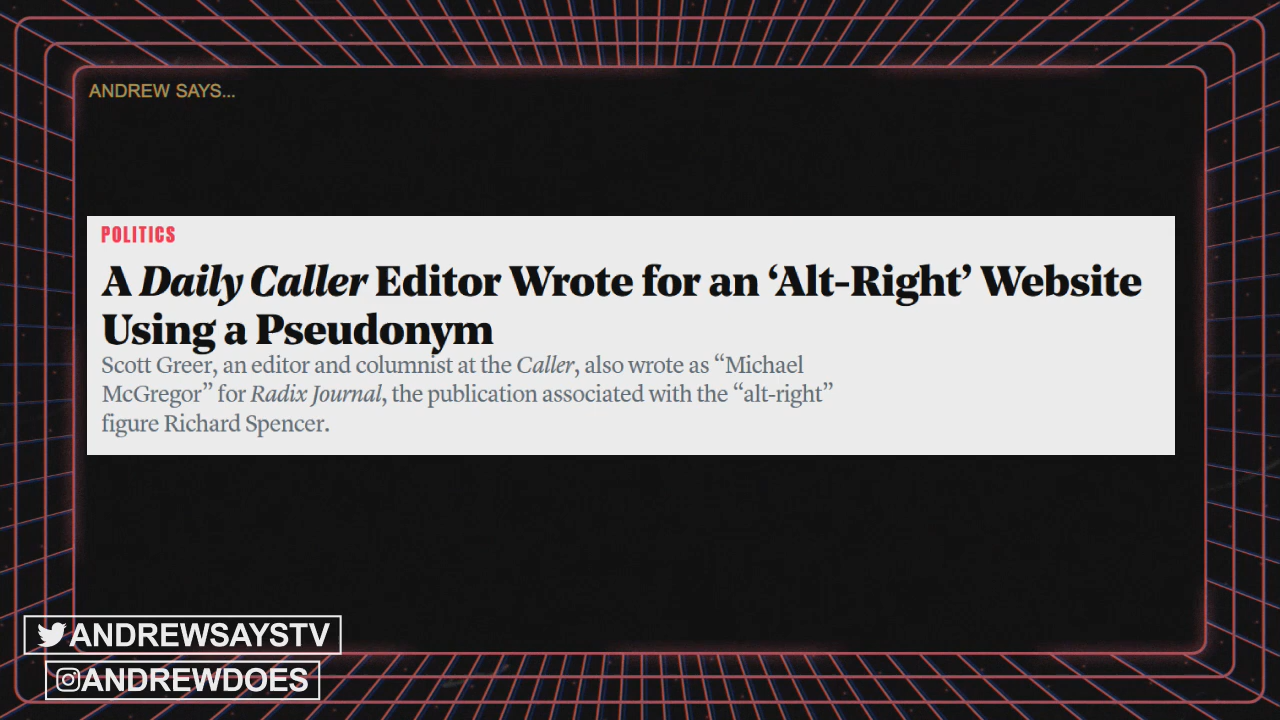 ANDREW SAYS...
POLITICS
A Daily Caller Editor Wrote for an ‘Alt-Right’ Website
Using a Pseudonym
Scott Greer, an editor and columnist at the Caller, also wrote as “Michael
McGregor” for Radix Journal, the publication associated with the “alt-right”
figure Richard Spencer.
ANDREWSAYSTV
ANDREWDOES